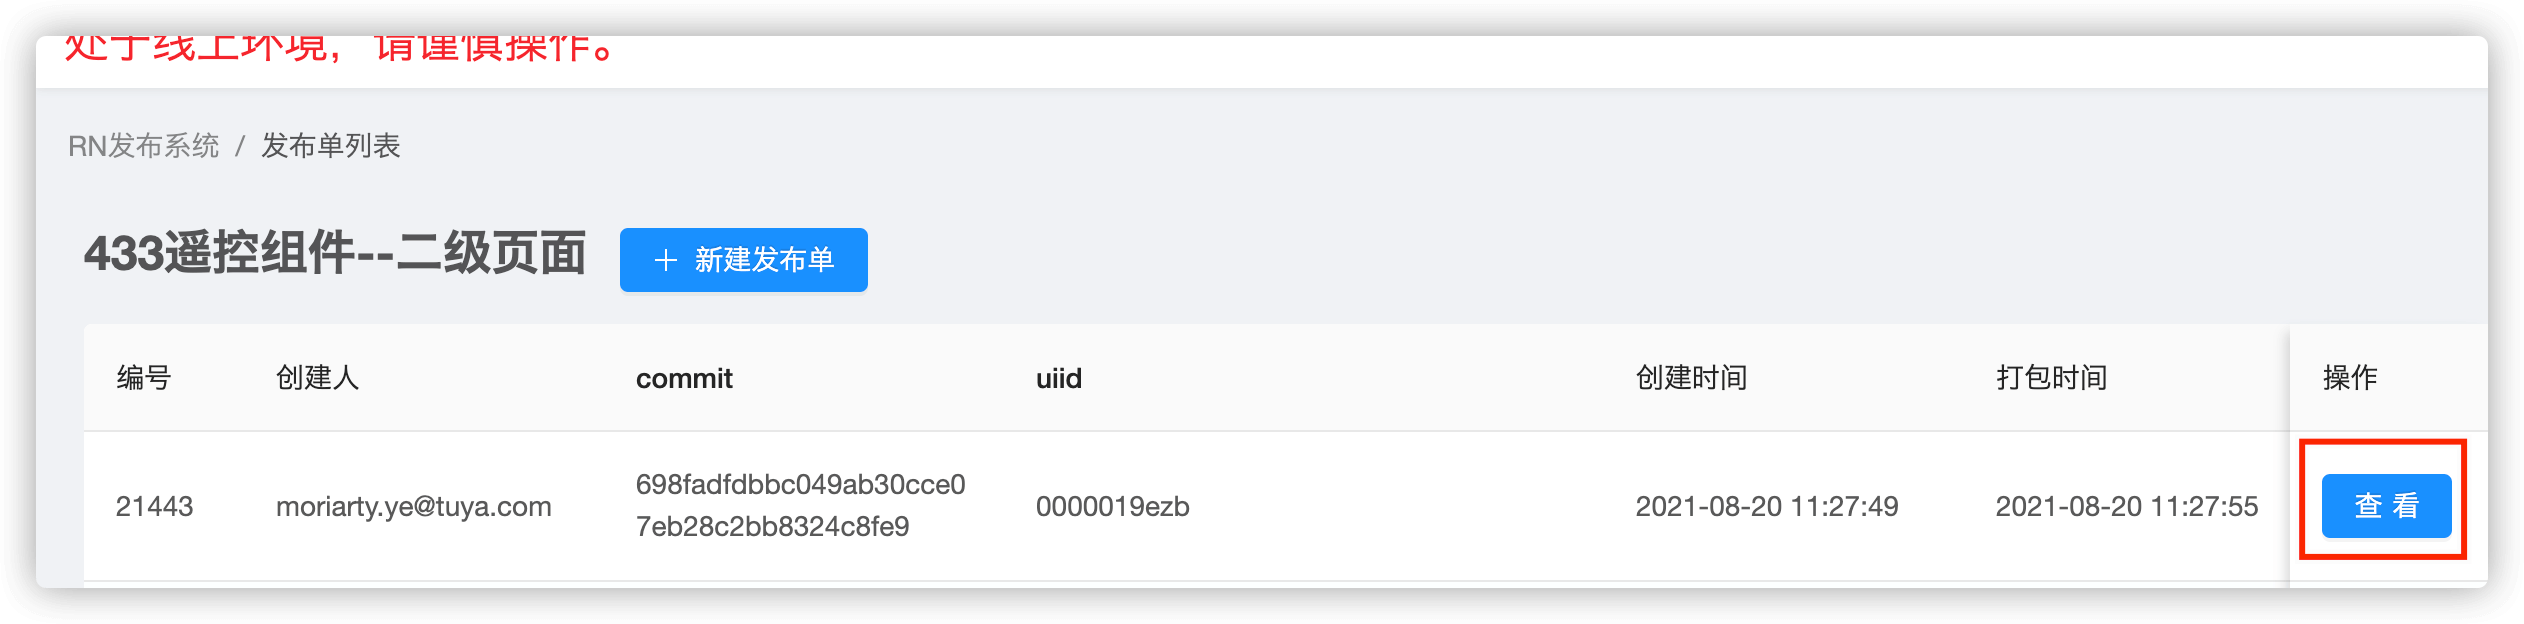 处于线上环境，请谨慎操作。
RN发布系统 / 发布单列表
433遥控组件--二级页面
+ 新建发布单
编号 创建人 commit uiid 创建时间 打包时间 操作
21443 moriarty.ye@tuya.com 698fadfdbbc049ab30cce0 0000019ezb 2021-08-20 11:27:49 2021-08-20 11:27:55 查 看
7eb28c2bb8324c8fe9